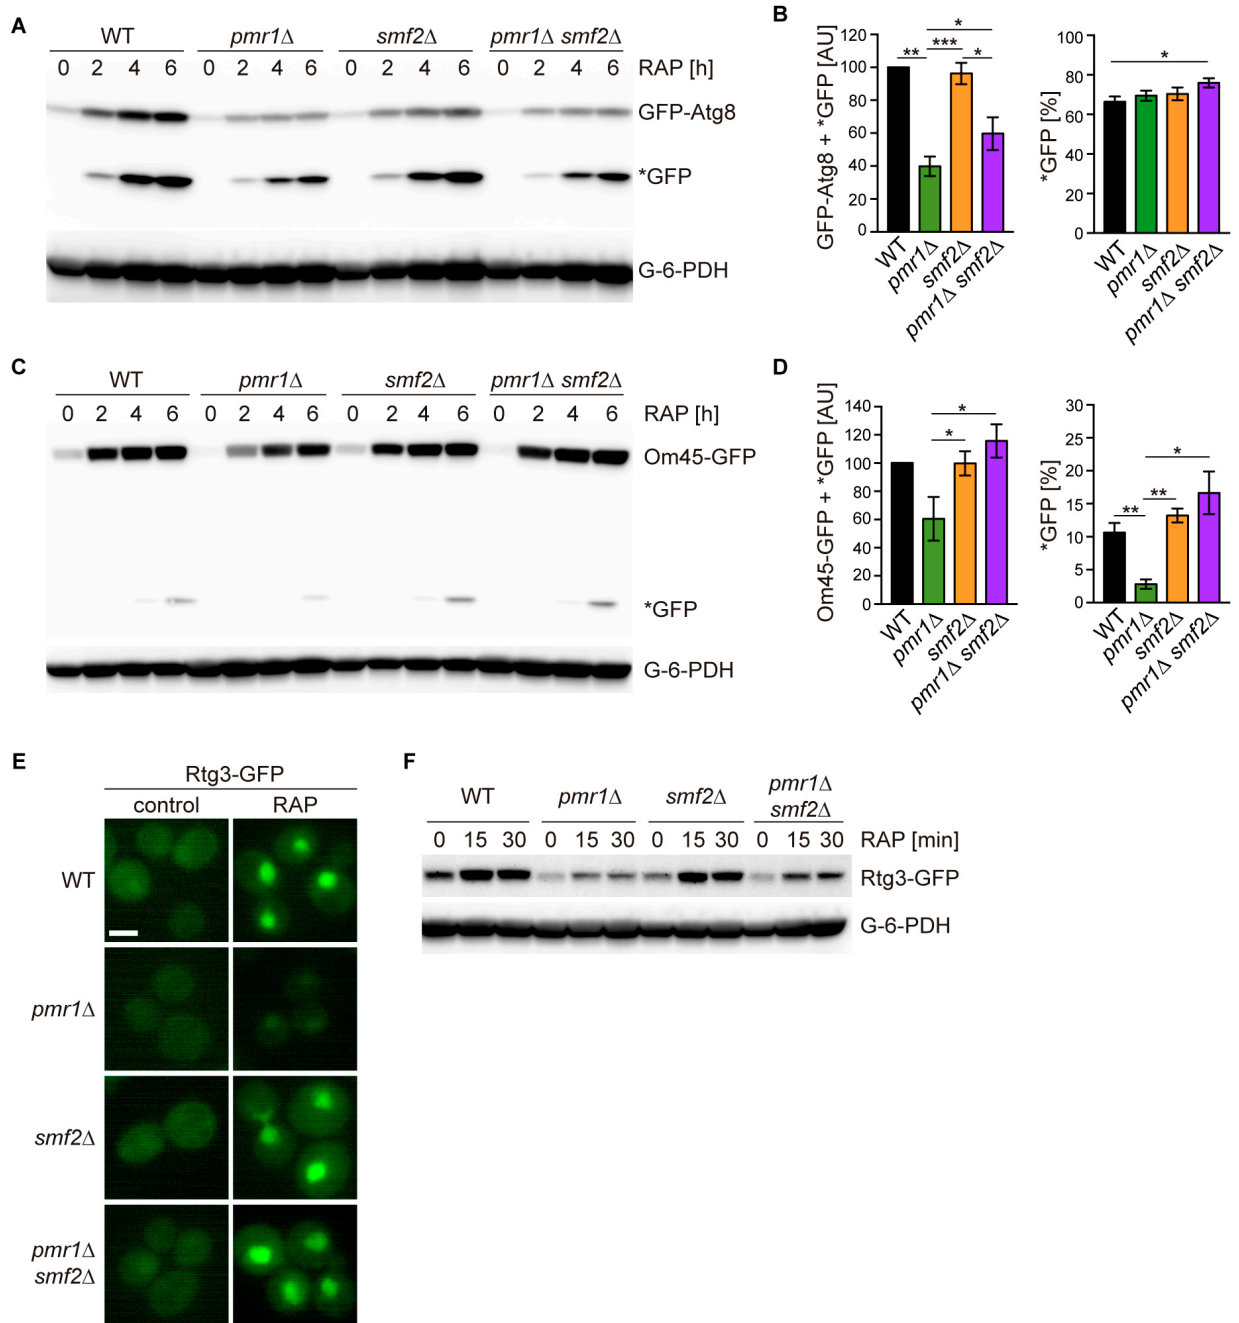 A
WT pmr1Δ smf2Δ pmr1Δ smf2Δ
0 2 4 6 0 2 4 6 0 2 4 6 0 2 4 6 RAP [h]
GFP-Atg8
*GFP
G-6-PDH
B
GFP-Atg8 + *GFP [AU]
120
100
80
60
40
20
0
** *** * *
WT pmr1Δ smf2Δ pmr1Δ smf2Δ
*GFP [%]
100
80
60
40
20
0
*
WT pmr1Δ smf2Δ pmr1Δ smf2Δ
C
WT pmr1Δ smf2Δ pmr1Δ smf2Δ
0 2 4 6 0 2 4 6 0 2 4 6 0 2 4 6 RAP [h]
Om45-GFP
*GFP
G-6-PDH
D
Om45-GFP + *GFP [AU]
140
120
100
80
60
40
20
0
*
*
WT pmr1Δ smf2Δ pmr1Δ smf2Δ
*GFP [%]
30
25
20
15
10
5
0
*
** **
WT pmr1Δ smf2Δ pmr1Δ smf2Δ
E
Rtg3-GFP
control RAP
WT
pmr1Δ
smf2Δ
pmr1Δ
smf2Δ
F
WT pmr1Δ smf2Δ pmr1Δ
smf2Δ
0 15 30 0 15 30 0 15 30 0 15 30 RAP [min]
Rtg3-GFP
G-6-PDH